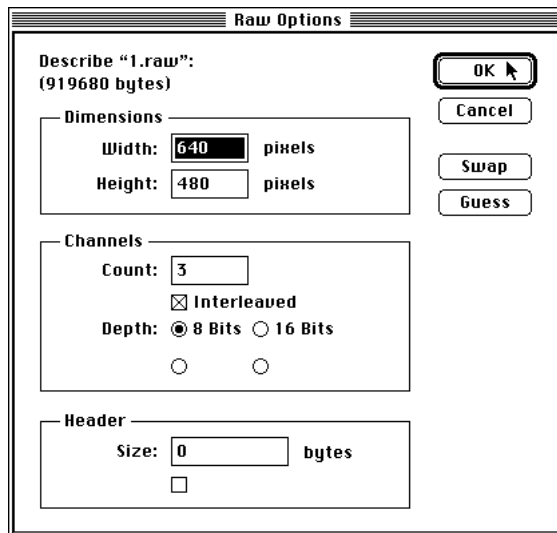 Raw Options
Describe “1.raw”:
(919680 bytes)
OK
Cancel
Swap
Guess
Dimensions
Width: 640 pixels
Height: 480 pixels
Channels
Count: 3
Interleaved
Depth: 8 Bits 16 Bits
Header
Size: 0 bytes